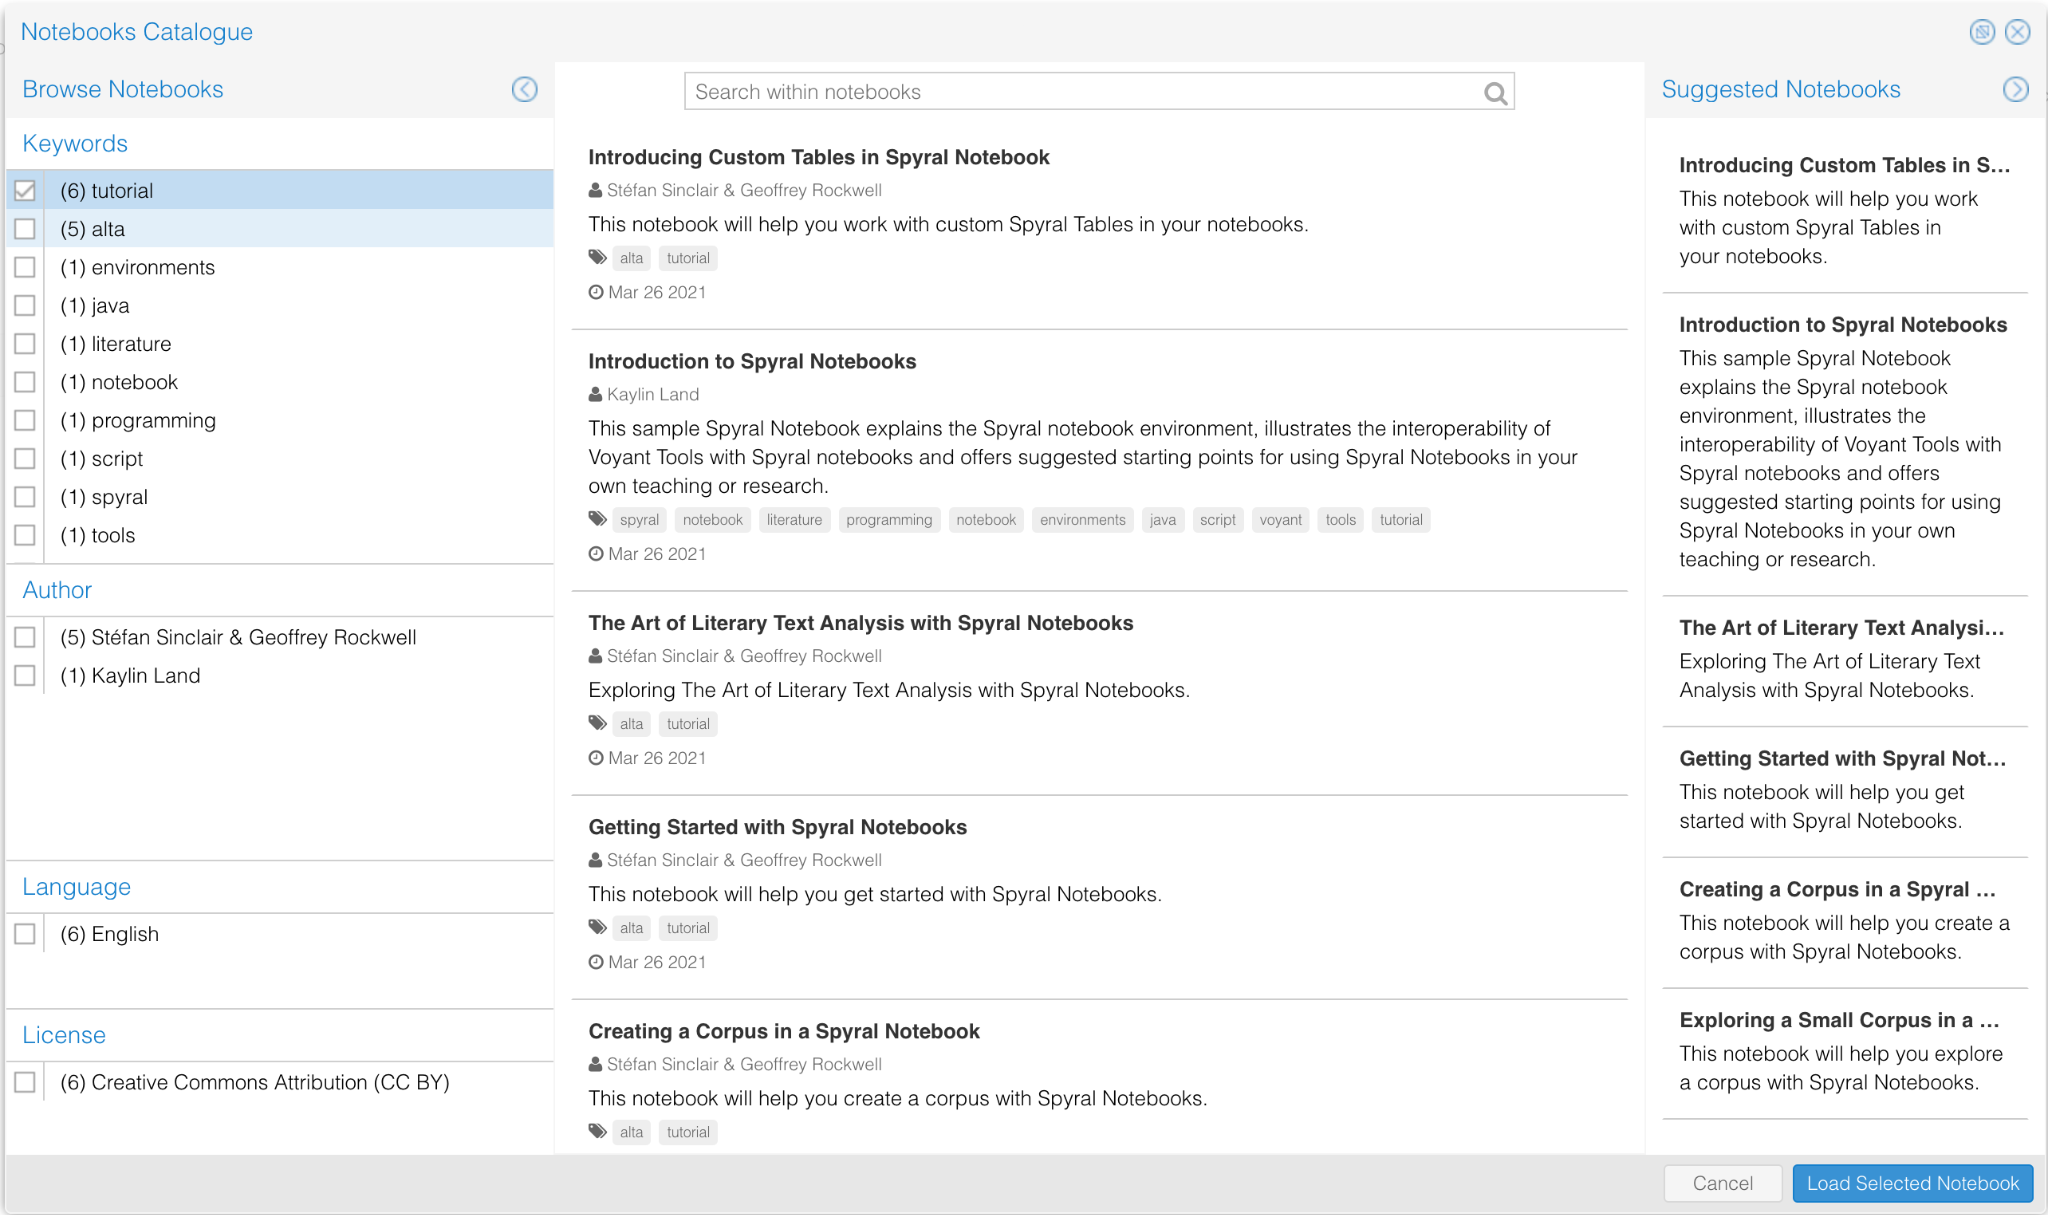 Notebooks Catalogue
Browse Notebooks
Keywords
(6) tutorial
(5) alta
(1) environments
(1) java
(1) literature
(1) notebook
(1) programming
(1) script
(1) spyral
(1) tools
Author
(5) Stéfan Sinclair & Geoffrey Rockwell
(1) Kaylin Land
Language
(6) English
License
(6) Creative Commons Attribution (CC BY)
Search within notebooks
Introducing Custom Tables in Spyral Notebook
Stéfan Sinclair & Geoffrey Rockwell
This notebook will help you work with custom Spyral Tables in your notebooks.
alta tutorial
Mar 26 2021
Introduction to Spyral Notebooks
Kaylin Land
This sample Spyral Notebook explains the Spyral notebook environment, illustrates the interoperability of
Voyant Tools with Spyral notebooks and offers suggested starting points for using Spyral Notebooks in your
own teaching or research.
spyral notebook literature programming notebook environments java script voyant tools tutorial
Mar 26 2021
The Art of Literary Text Analysis with Spyral Notebooks
Stéfan Sinclair & Geoffrey Rockwell
Exploring The Art of Literary Text Analysis with Spyral Notebooks.
alta tutorial
Mar 26 2021
Getting Started with Spyral Notebooks
Stéfan Sinclair & Geoffrey Rockwell
This notebook will help you get started with Spyral Notebooks.
alta tutorial
Mar 26 2021
Creating a Corpus in a Spyral Notebook
Stéfan Sinclair & Geoffrey Rockwell
This notebook will help you create a corpus with Spyral Notebooks.
alta tutorial
Suggested Notebooks
Introducing Custom Tables in S...
This notebook will help you work
with custom Spyral Tables in
your notebooks.
Introduction to Spyral Notebooks
This sample Spyral Notebook
explains the Spyral notebook
environment, illustrates the
interoperability of Voyant Tools with
Spyral notebooks and offers
suggested starting points for using
Spyral Notebooks in your own
teaching or research.
The Art of Literary Text Analysi...
Exploring The Art of Literary Text
Analysis with Spyral Notebooks.
Getting Started with Spyral Not...
This notebook will help you get
started with Spyral Notebooks.
Creating a Corpus in a Spyral ...
This notebook will help you create a
corpus with Spyral Notebooks.
Exploring a Small Corpus in a ...
This notebook will help you explore
a corpus with Spyral Notebooks.
Cancel
Load Selected Notebook